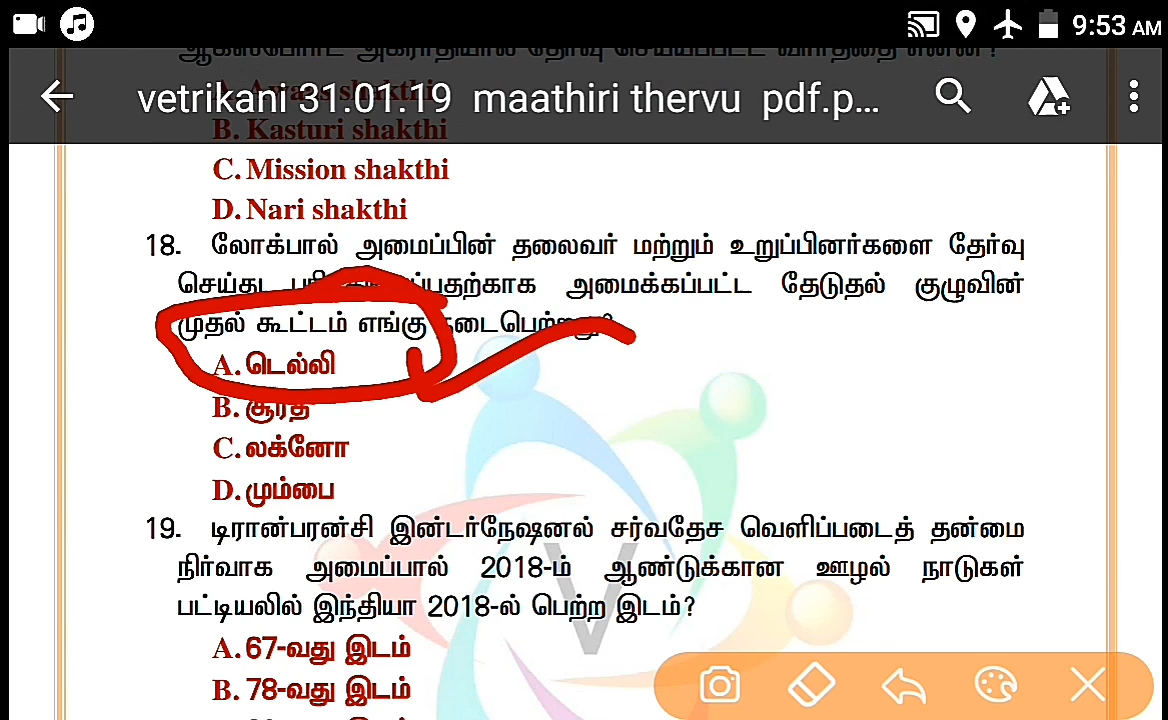 9:53 AM
vetrikani 31.01.19 maathiri thervu pdf.p...
B. Kasturi shakthi
C. Mission shakthi
D. Nari shakthi
18. லோக்பால் அமைப்பின் தலைவர் மற்றும் உறுப்பினர்களை தேர்வு
செய்து அமைக்கப்பட்ட தேடுதல் குழுவின்
முதல் கூட்டம் எங்கு நடைபெற்றது?
A. டெல்லி
B. சூரத்
C. லக்னோ
D. மும்பை
19. டிரான்பரன்சி இன்டர்நேஷனல் சர்வதேச வெளிப்படைத் தன்மை
நிர்வாக அமைப்பால் 2018-ம் ஆண்டுக்கான ஊழல் நாடுகள்
பட்டியலில் இந்தியா 2018-ல் பெற்ற இடம்?
A. 67-வது இடம்
B. 78-வது இடம்